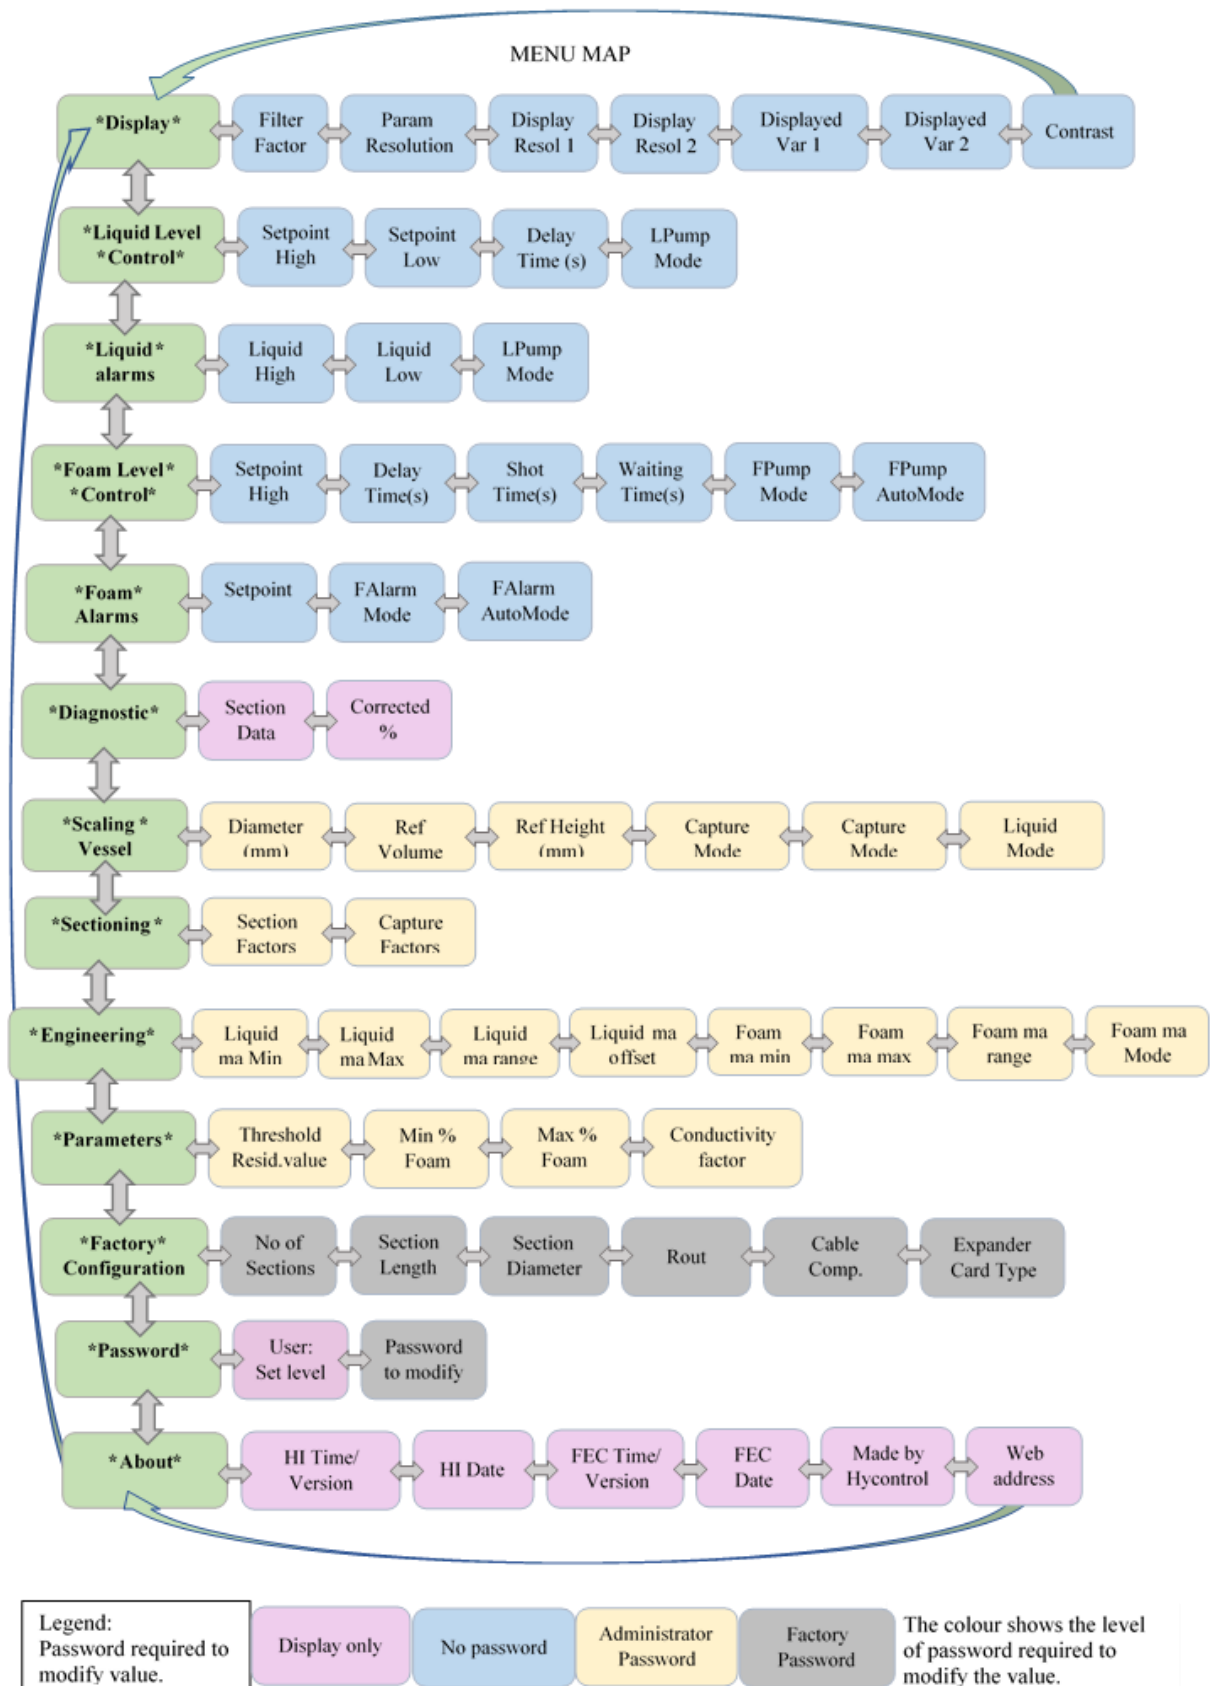 MENU MAP
*Display*
Filter
Factor
Param
Resolution
Display
Resol 1
Display
Resol 2
Displayed
Var 1
Displayed
Var 2
Contrast
*Liquid Level
*Control*
Setpoint
High
Setpoint
Low
Delay
Time (s)
LPump
Mode
*Liquid*
alarms
Liquid
High
Liquid
Low
LPump
Mode
*Foam Level*
*Control*
Setpoint
High
Delay
Time(s)
Shot
Time(s)
Waiting
Time(s)
FPump
Mode
FPump
AutoMode
*Foam*
Alarms
Setpoint
FAlarm
Mode
FAlarm
AutoMode
*Diagnostic*
Section
Data
Corrected
%
*Scaling *
Vessel
Diameter
(mm)
Ref
Volume
Ref Height
(mm)
Capture
Mode
Capture
Mode
Liquid
Mode
*Sectioning *
Section
Factors
Capture
Factors
*Engineering*
Liquid
ma Min
Liquid
ma Max
Liquid
ma range
Liquid ma
offset
Foam
ma min
Foam
ma max
Foam ma
range
Foam ma
Mode
*Parameters*
Threshold
Resid.value
Min %
Foam
Max %
Foam
Conductivity
factor
*Factory*
Configuration
No of
Sections
Section
Length
Section
Diameter
Rout
Cable
Comp.
Expander
Card Type
*Password*
User:
Set level
Password
to modify
*About*
HI Time/
Version
HI Date
FEC Time/
Version
FEC
Date
Made by
Hycontrol
Web
address
Legend:
Password required to
modify value.
Display only
No password
Administrator
Password
Factory
Password
The colour shows the level
of password required to
modify the value.